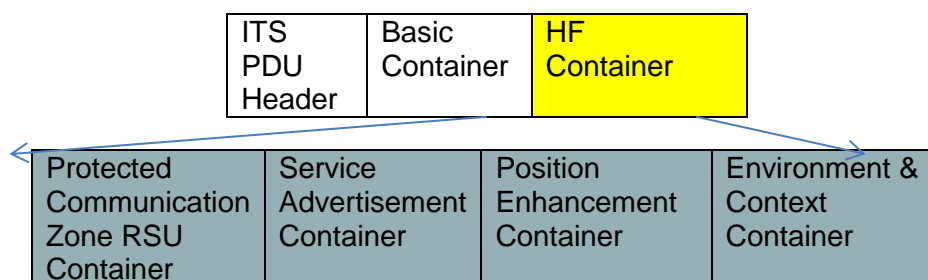 ITS
PDU
Header
Basic
Container
HF
Container
Protected
Communication
Zone RSU
Container
Service
Advertisement
Container
Position
Enhancement
Container
Environment &
Context
Container